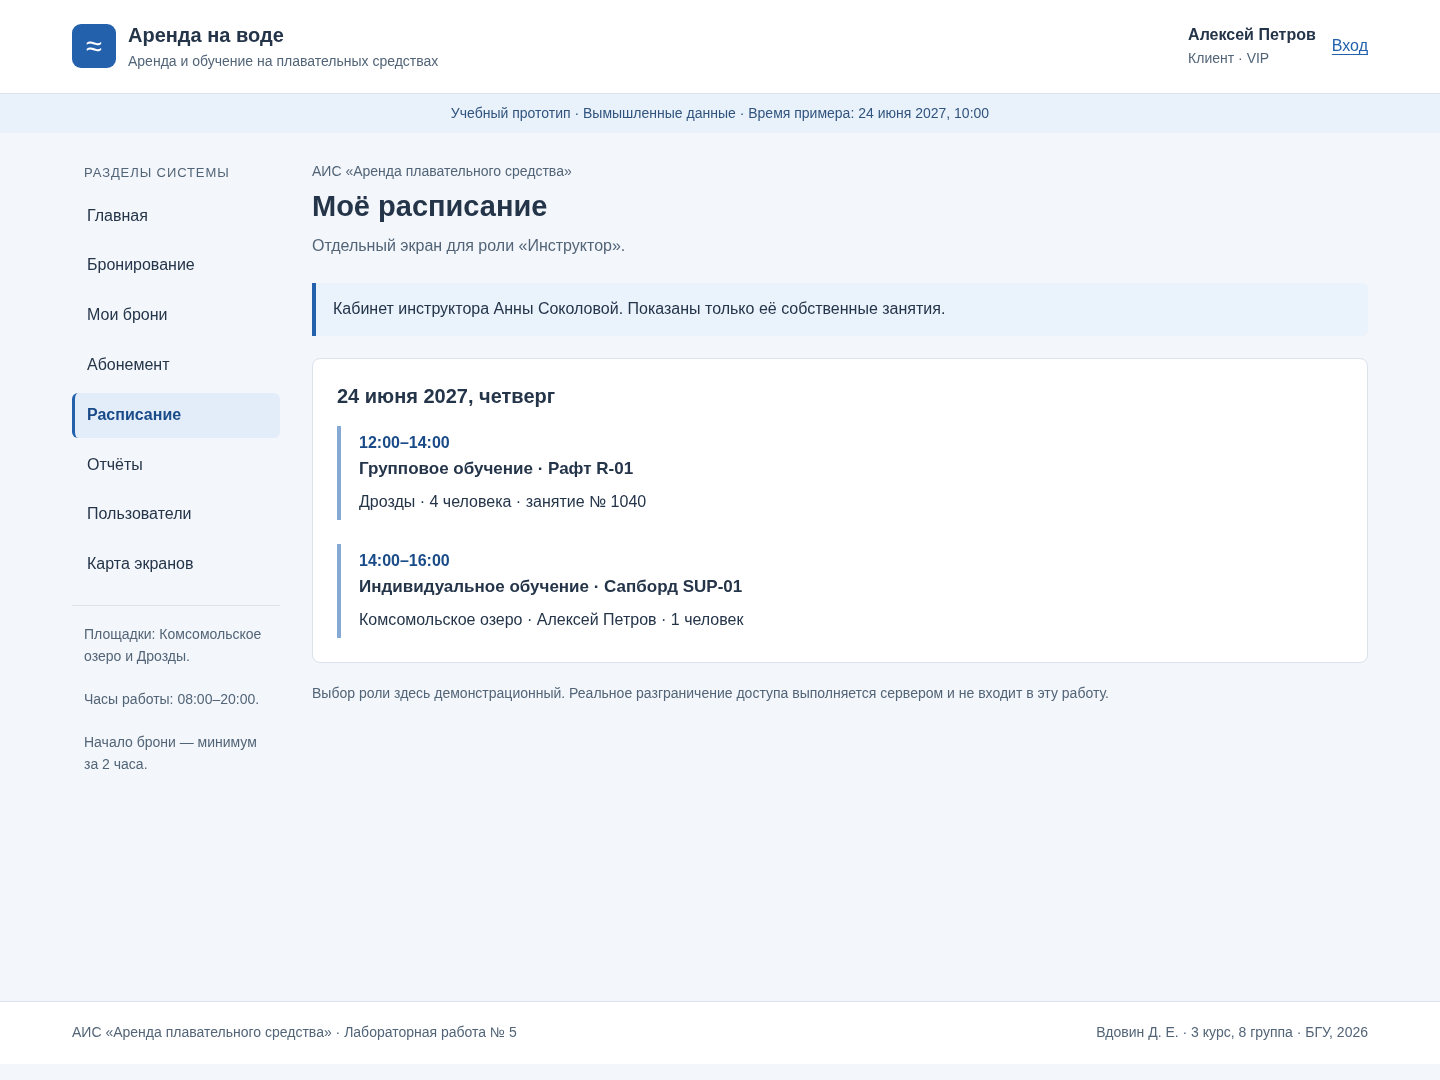 ≈
Аренда на воде
Аренда и обучение на плавательных средствах
Алексей Петров
Клиент · VIP
Вход
Учебный прототип · Вымышленные данные · Время примера: 24 июня 2027, 10:00
РАЗДЕЛЫ СИСТЕМЫ
Главная
Бронирование
Мои брони
Абонемент
Расписание
Отчёты
Пользователи
Карта экранов
Площадки: Комсомольское
озеро и Дрозды.
Часы работы: 08:00–20:00.
Начало брони — минимум
за 2 часа.
АИС «Аренда плавательного средства»
Моё расписание
Отдельный экран для роли «Инструктор».
Кабинет инструктора Анны Соколовой. Показаны только её собственные занятия.
24 июня 2027, четверг
12:00–14:00
Групповое обучение · Рафт R-01
Дрозды · 4 человека · занятие № 1040
14:00–16:00
Индивидуальное обучение · Сапборд SUP-01
Комсомольское озеро · Алексей Петров · 1 человек
Выбор роли здесь демонстрационный. Реальное разграничение доступа выполняется сервером и не входит в эту работу.
АИС «Аренда плавательного средства» · Лабораторная работа № 5
Вдовин Д. Е. · 3 курс, 8 группа · БГУ, 2026